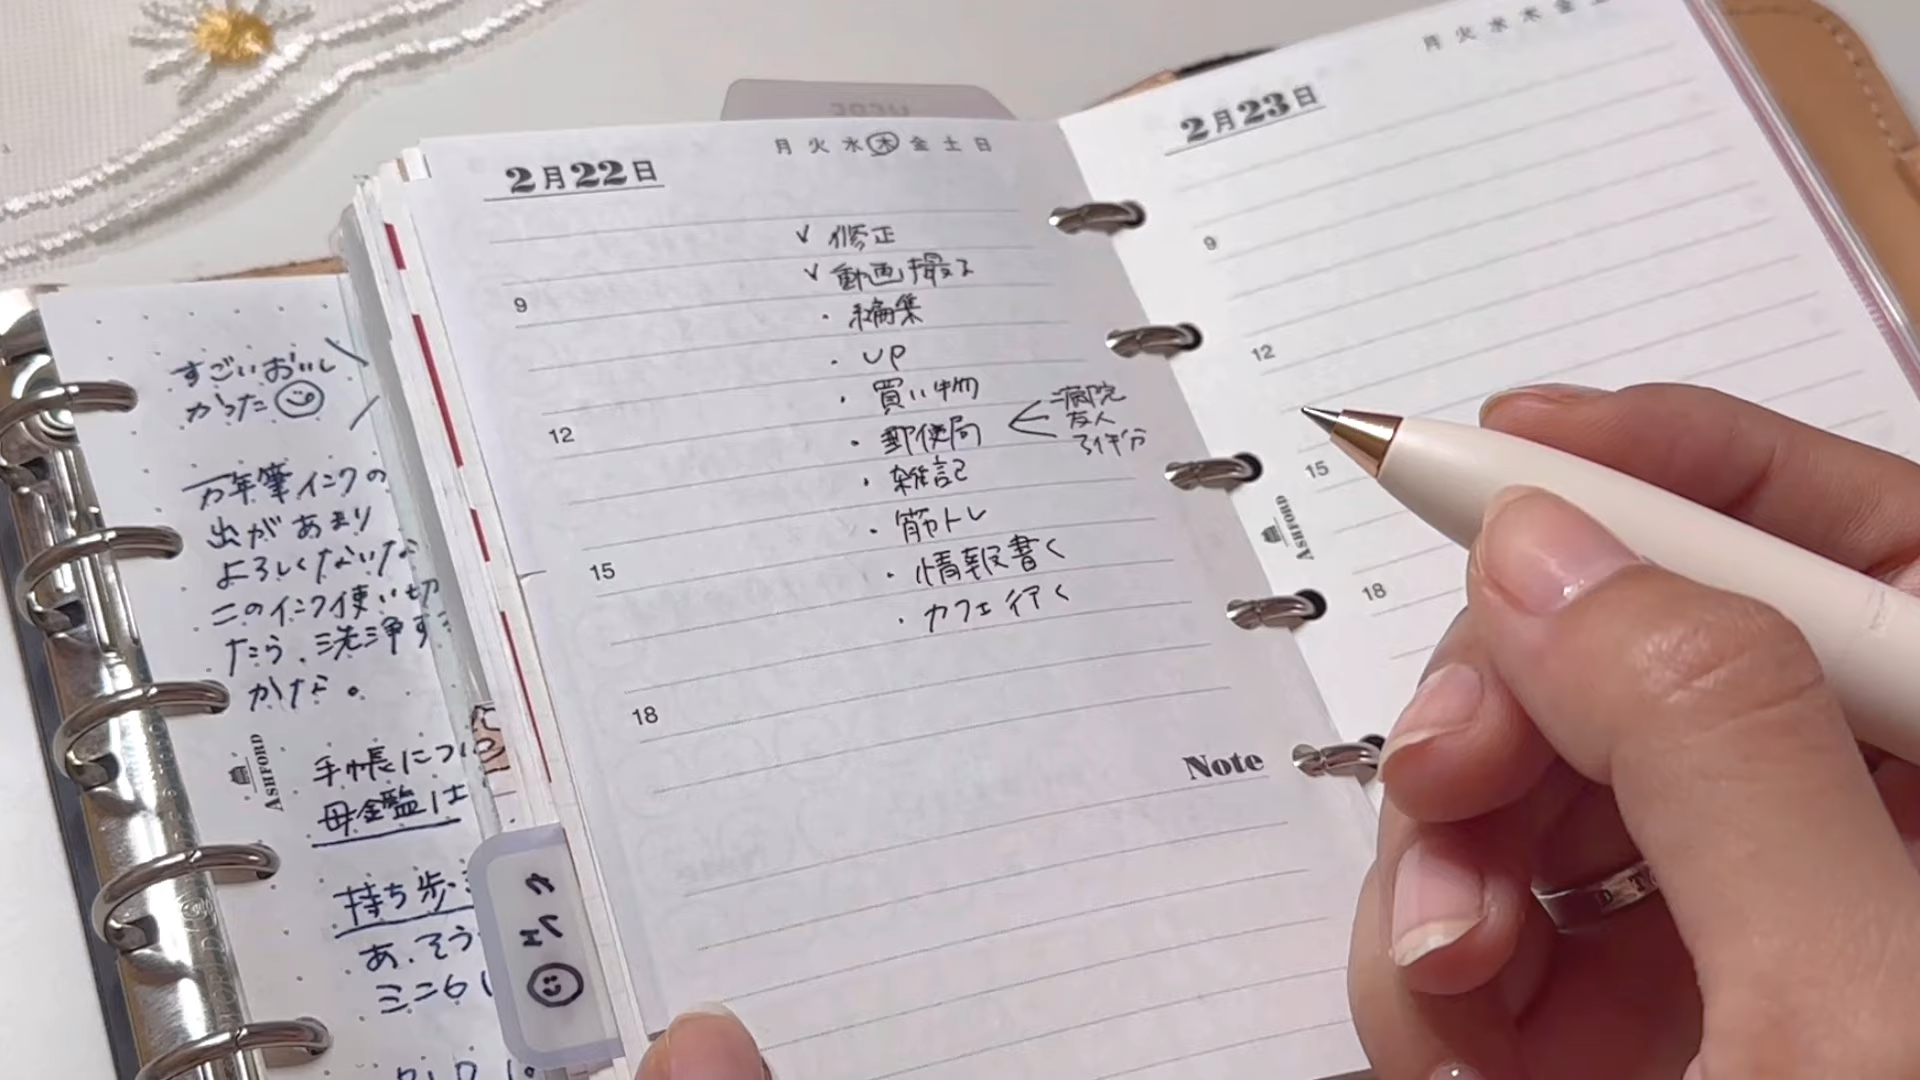 すごいおいし
かった
万年筆インクの
出があまり
よろしくないな
このインク使い切
たら、洗浄す
かな。
ASHFORD
手帳につい
母金監1士
持ち歩
あ、そう
ミニ6
カフェ
2月22日
月 火 水 木 金 土 日
✓ 修正
✓ 動画撮る
9
・編集
・UP
・買い物
12
・郵便局
病院
友人
・雑記
・筋トレ
15
・情報書く
・カフェ行く
18
Note
2月23日
月 火 水 木 金 土
9
12
15
ASHFORD
18